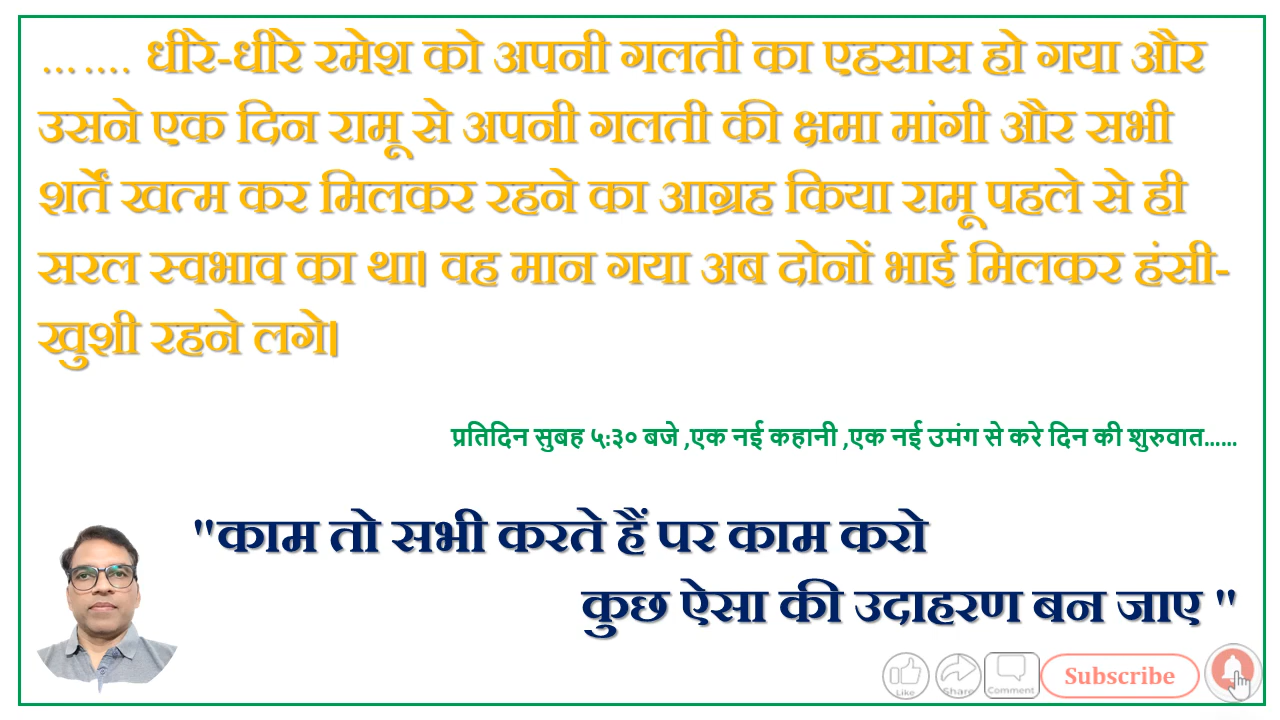 ....... धीरे-धीरे रमेश को अपनी गलती का एहसास हो गया और
उसने एक दिन रामू से अपनी गलती की क्षमा मांगी और सभी
शर्तें खत्म कर मिलकर रहने का आग्रह किया रामू पहले से ही
सरल स्वभाव का था| वह मान गया अब दोनों भाई मिलकर हंसी-
खुशी रहने लगे|
प्रतिदिन सुबह ५:३० बजे ,एक नई कहानी ,एक नई उमंग से करे दिन की शुरुवात......
"काम तो सभी करते हैं पर काम करो
कुछ ऐसा की उदाहरण बन जाए "
Like Share Comment Subscribe